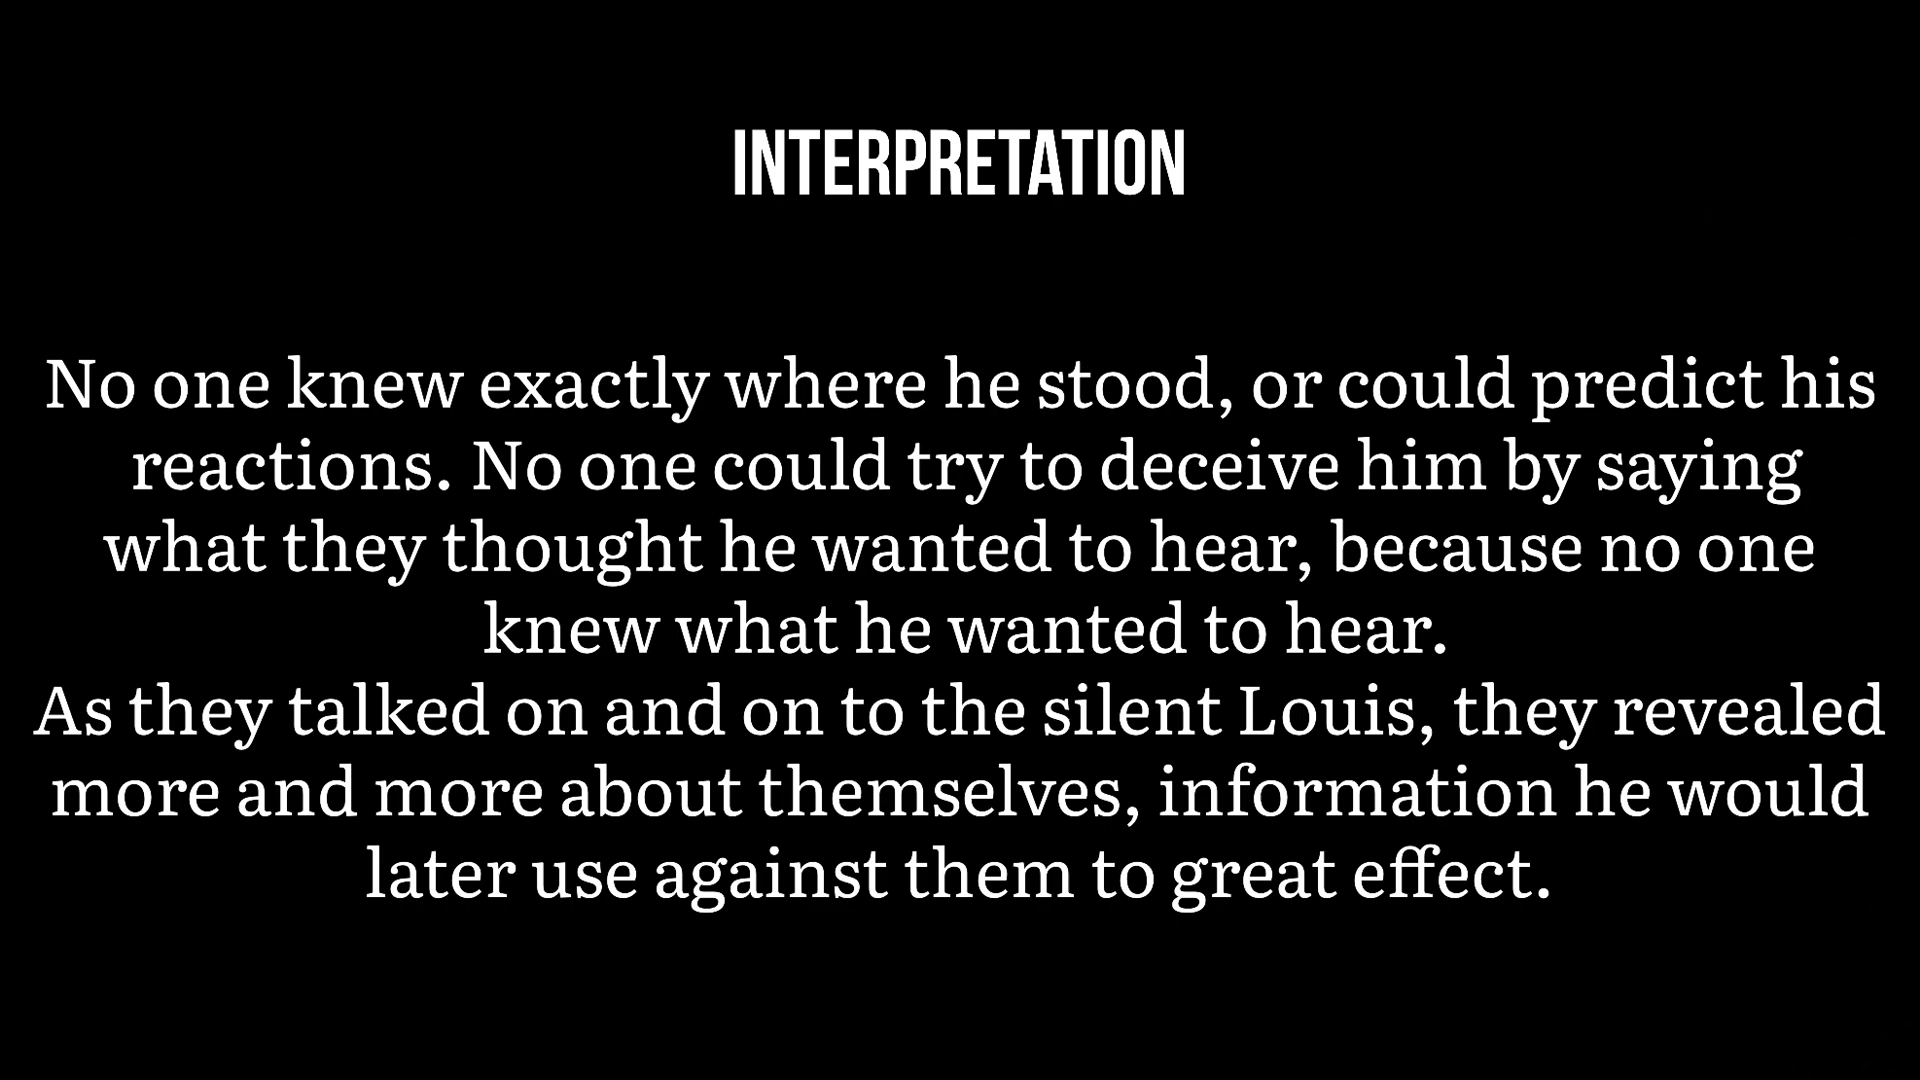 INTERPRETATION
No one knew exactly where he stood, or could predict his
reactions. No one could try to deceive him by saying
what they thought he wanted to hear, because no one
knew what he wanted to hear.
As they talked on and on to the silent Louis, they revealed
more and more about themselves, information he would
later use against them to great effect.